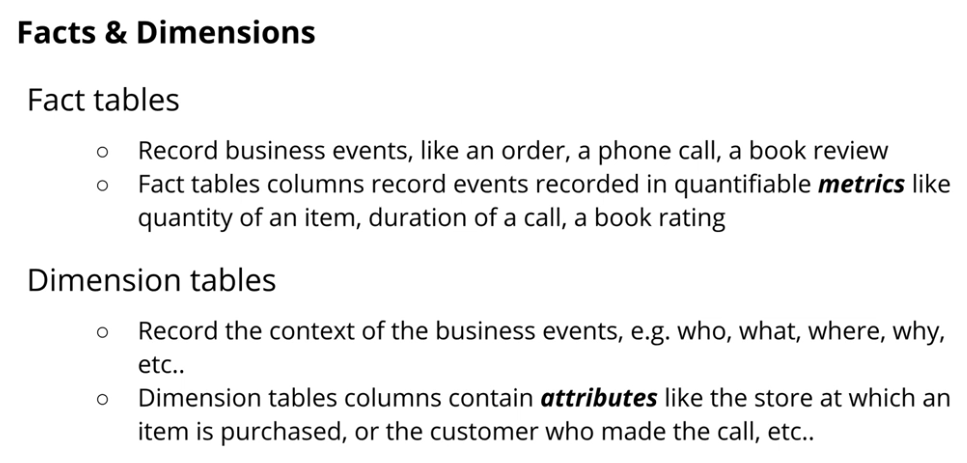 Facts & Dimensions
Fact tables
○ Record business events, like an order, a phone call, a book review
○ Fact tables columns record events recorded in quantifiable metrics like
quantity of an item, duration of a call, a book rating
Dimension tables
○ Record the context of the business events, e.g. who, what, where, why,
etc..
○ Dimension tables columns contain attributes like the store at which an
item is purchased, or the customer who made the call, etc..